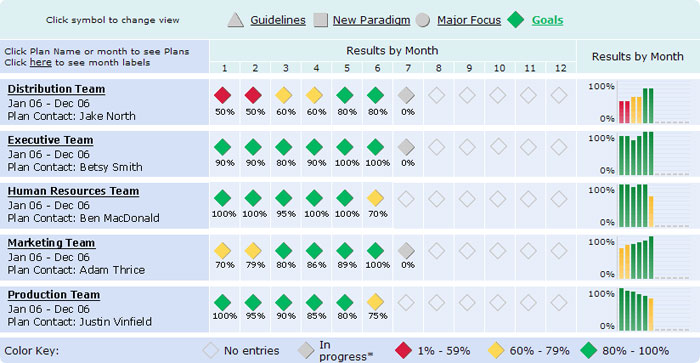 Click symbol to change view Guidelines New Paradigm Major Focus Goals
Click Plan Name or month to see Plans
Click here to see month labels
Results by Month
1 2 3 4 5 6 7 8 9 10 11 12
Results by Month
Distribution Team
Jan 06 - Dec 06
Plan Contact: Jake North
50% 50% 60% 60% 80% 80% 0%
100%
0%
Executive Team
Jan 06 - Dec 06
Plan Contact: Betsy Smith
90% 90% 80% 90% 100% 100% 0%
100%
0%
Human Resources Team
Jan 06 - Dec 06
Plan Contact: Ben MacDonald
100% 100% 95% 100% 100% 70%
100%
0%
Marketing Team
Jan 06 - Dec 06
Plan Contact: Adam Thrice
70% 79% 80% 86% 89% 100% 0%
100%
0%
Production Team
Jan 06 - Dec 06
Plan Contact: Justin Vinfield
100% 95% 90% 85% 80% 75%
100%
0%
Color Key: No entries In progress* 1% - 59% 60% - 79% 80% - 100%